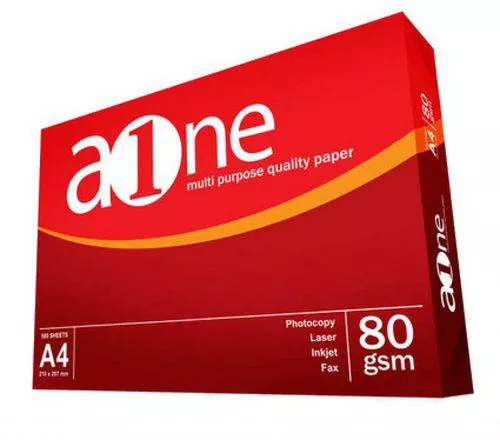 a1ne
multi purpose quality paper
500 SHEETS
A4
210 x 297 mm
Photocopy
Laser
Inkjet
Fax
80
gsm
A4
80
gsm
a1ne